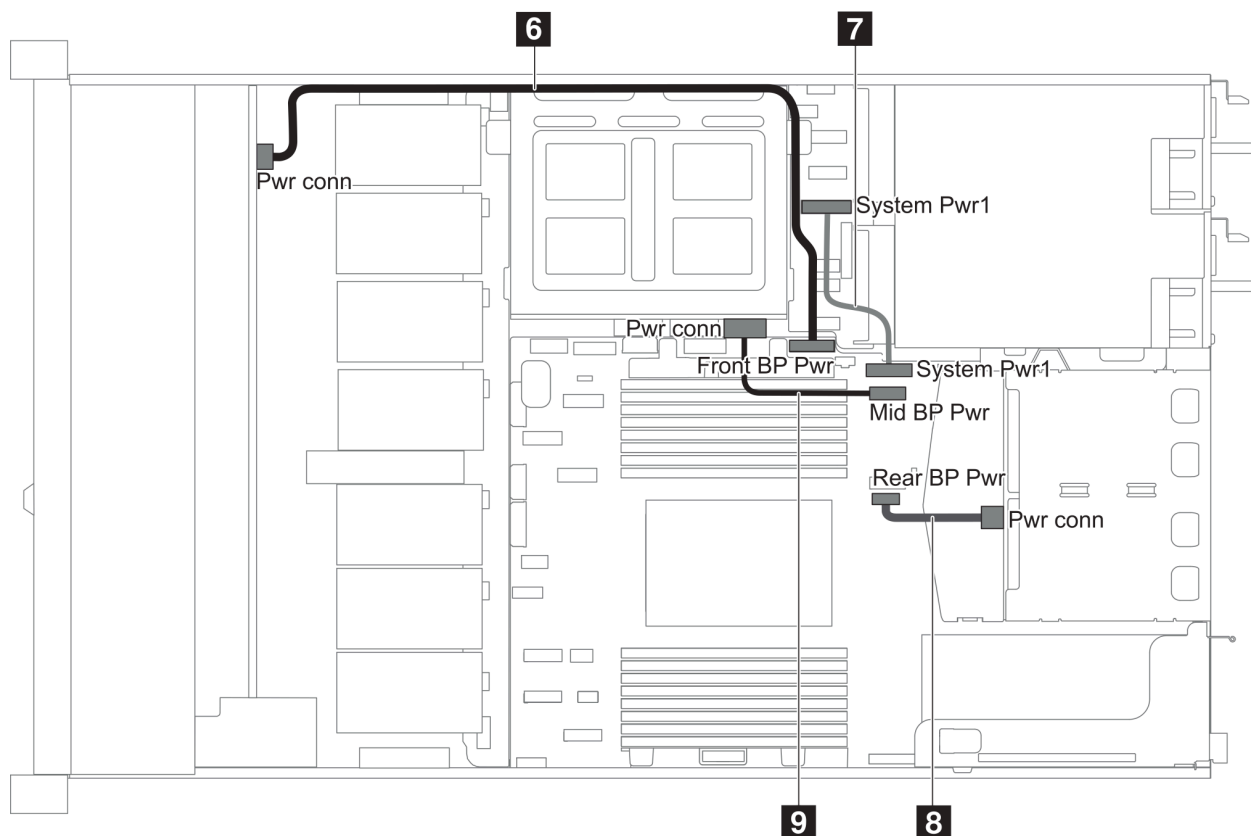 6
7
Pwr conn
System Pwr1
Pwr conn
Front BP Pwr
System Pwr1
Mid BP Pwr
Rear BP Pwr
Pwr conn
9
8